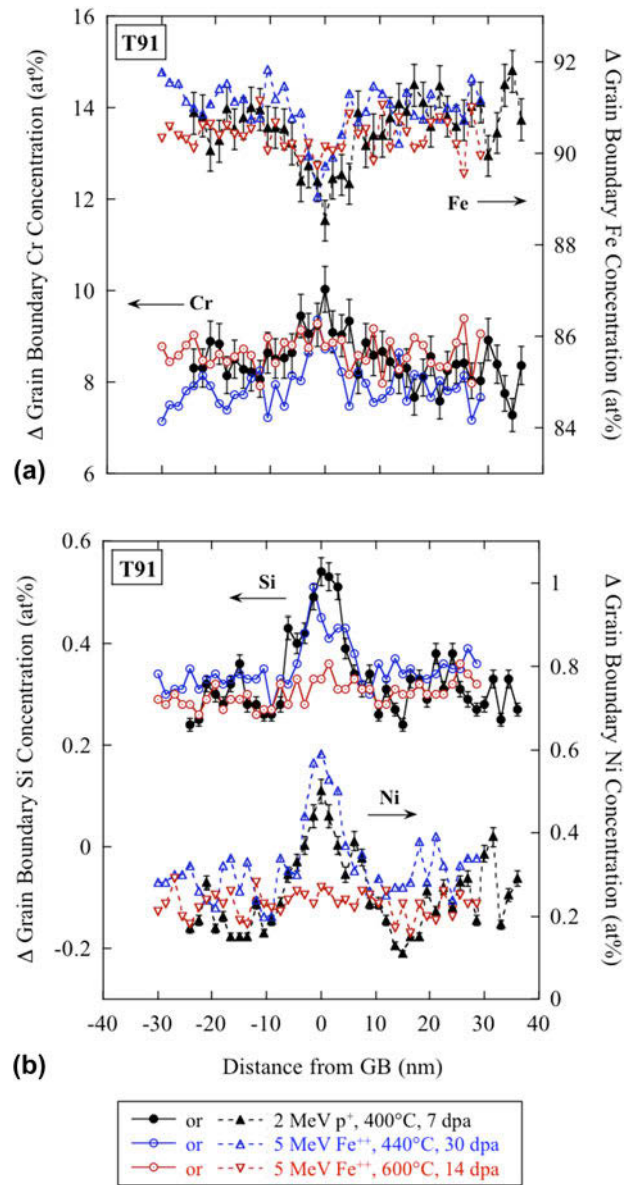 T91
16
14
12
10
8
6
Δ Grain Boundary Cr Concentration (at%)
92
90
88
86
84
Δ Grain Boundary Fe Concentration (at%)
Fe
Cr
(a)
T91
0.6
0.4
0.2
0
-0.2
Δ Grain Boundary Si Concentration (at%)
1
0.8
0.6
0.4
0.2
0
Δ Grain Boundary Ni Concentration (at%)
Si
Ni
-40 -30 -20 -10 0 10 20 30 40
Distance from GB (nm)
(b)
or 2 MeV p⁺, 400°C, 7 dpa
or 5 MeV Fe⁺⁺, 440°C, 30 dpa
or 5 MeV Fe⁺⁺, 600°C, 14 dpa